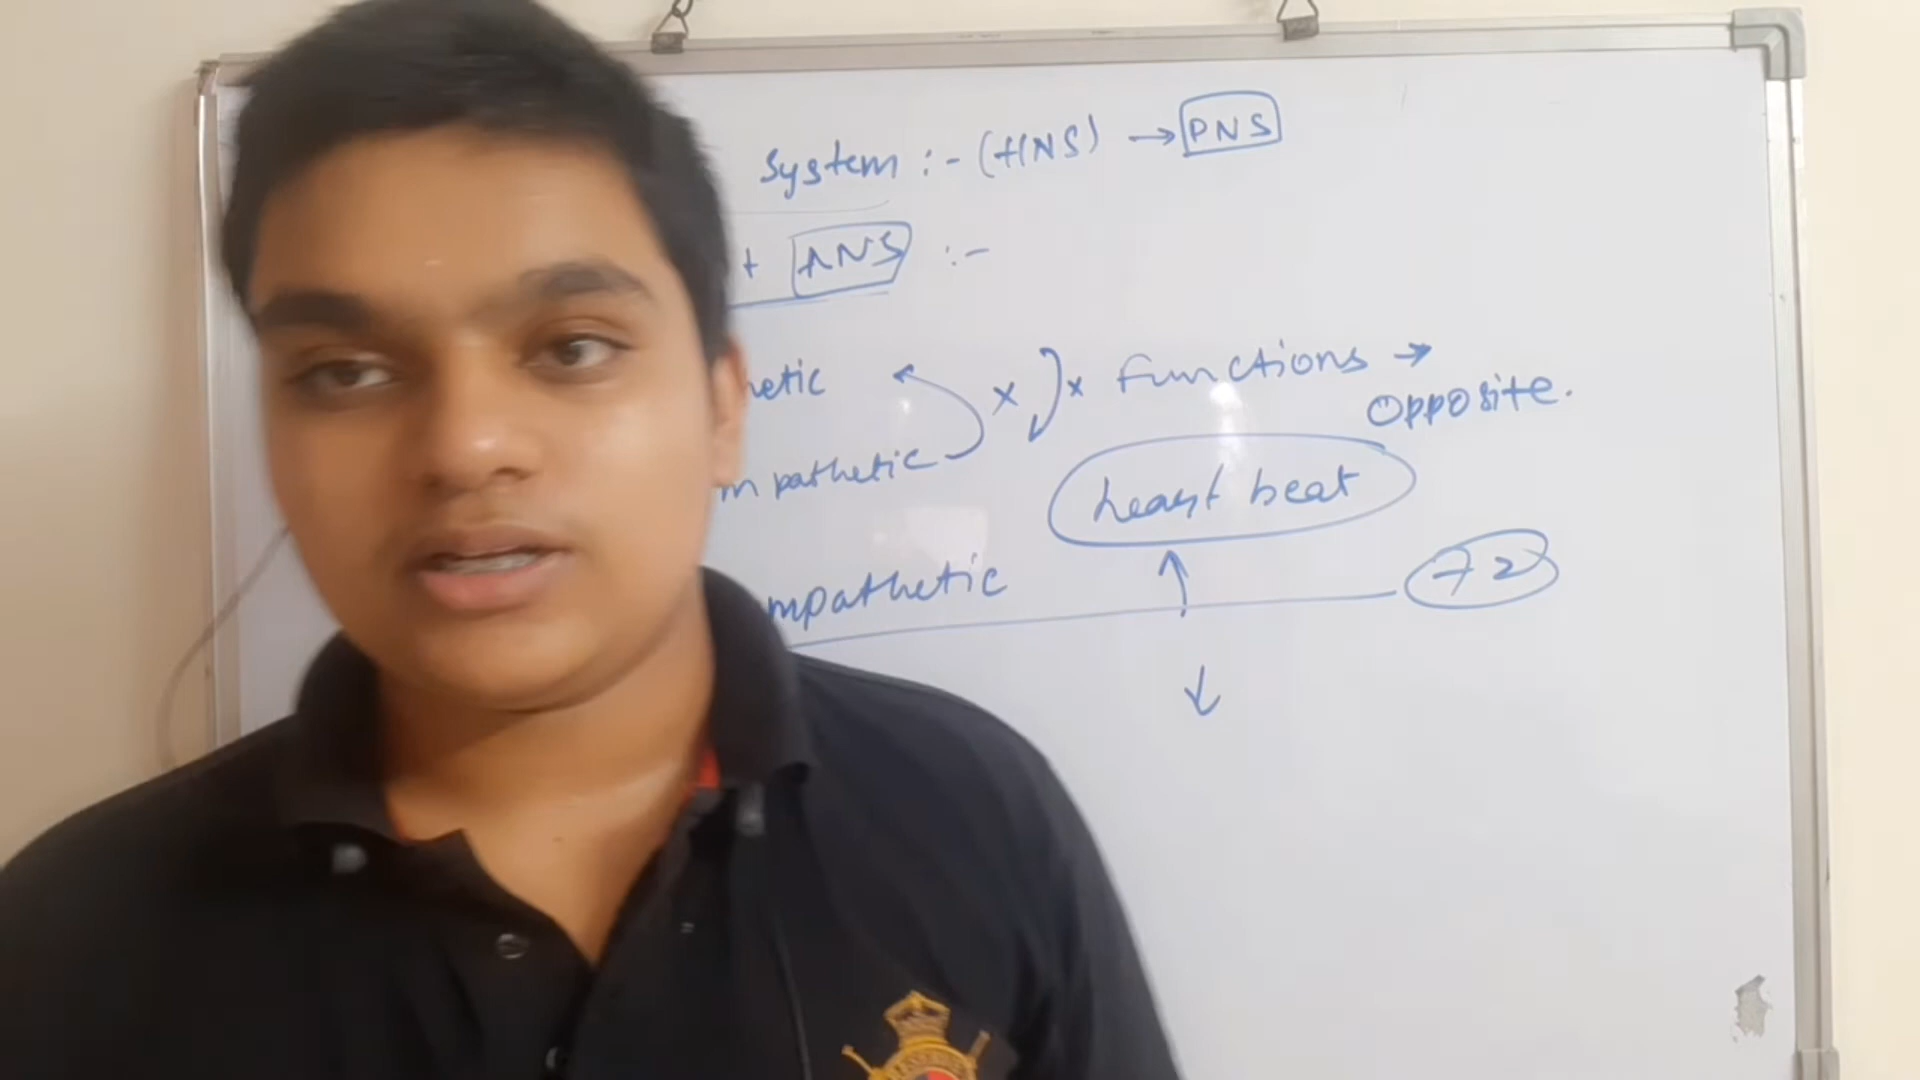 System :- (HNS) → PNS
+ ANS :-
hetic × × Functions →
opposite.
mpathetic
heart beat
mpathetic 72